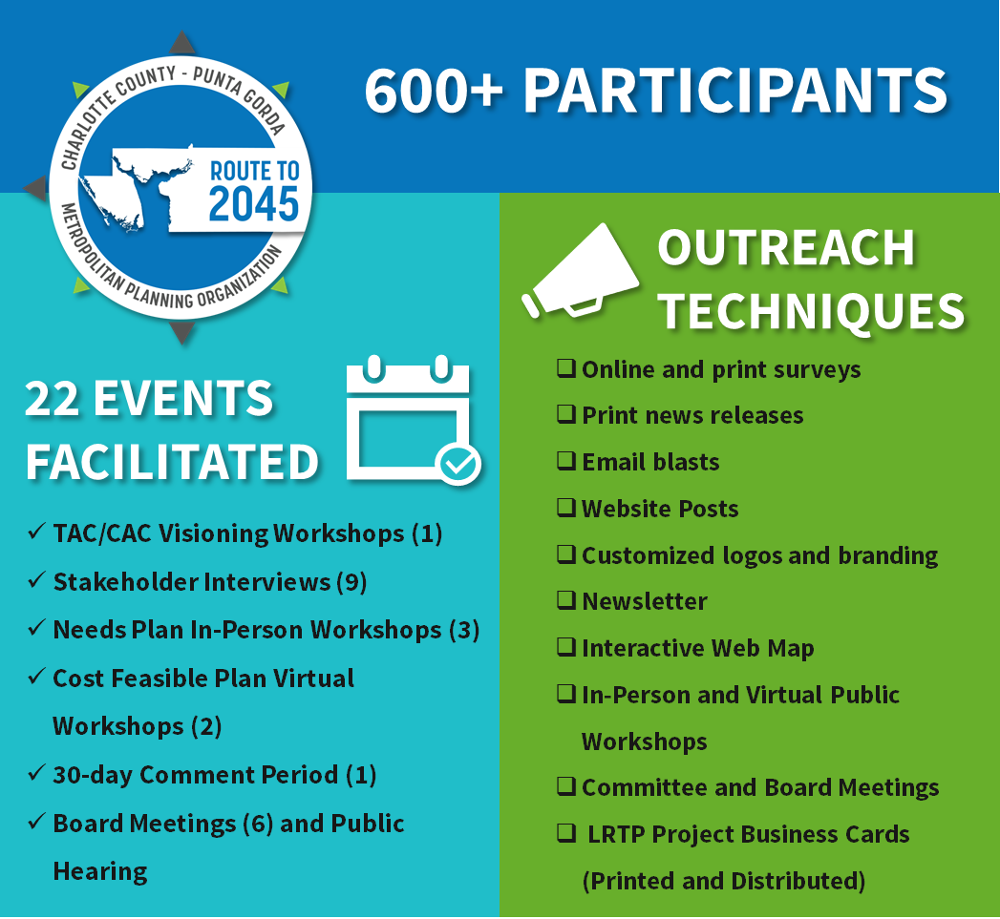 CHARLOTTE COUNTY - PUNTA GORDA
METROPOLITAN PLANNING ORGANIZATION
ROUTE TO
2045
600+ PARTICIPANTS
22 EVENTS
FACILITATED
TAC/CAC Visioning Workshops (1)
Stakeholder Interviews (9)
Needs Plan In-Person Workshops (3)
Cost Feasible Plan Virtual
Workshops (2)
30-day Comment Period (1)
Board Meetings (6) and Public
Hearing
OUTREACH
TECHNIQUES
Online and print surveys
Print news releases
Email blasts
Website Posts
Customized logos and branding
Newsletter
Interactive Web Map
In-Person and Virtual Public
Workshops
Committee and Board Meetings
LRTP Project Business Cards
(Printed and Distributed)